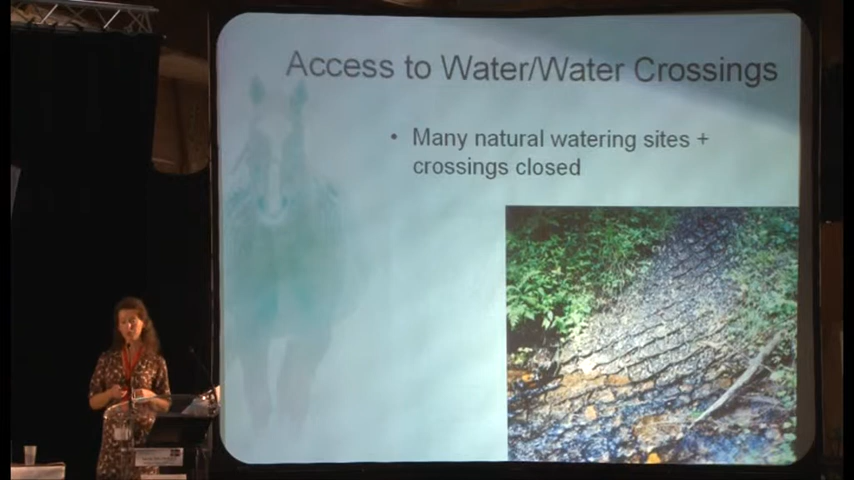 Access to Water/Water Crossings
• Many natural watering sites +
crossings closed